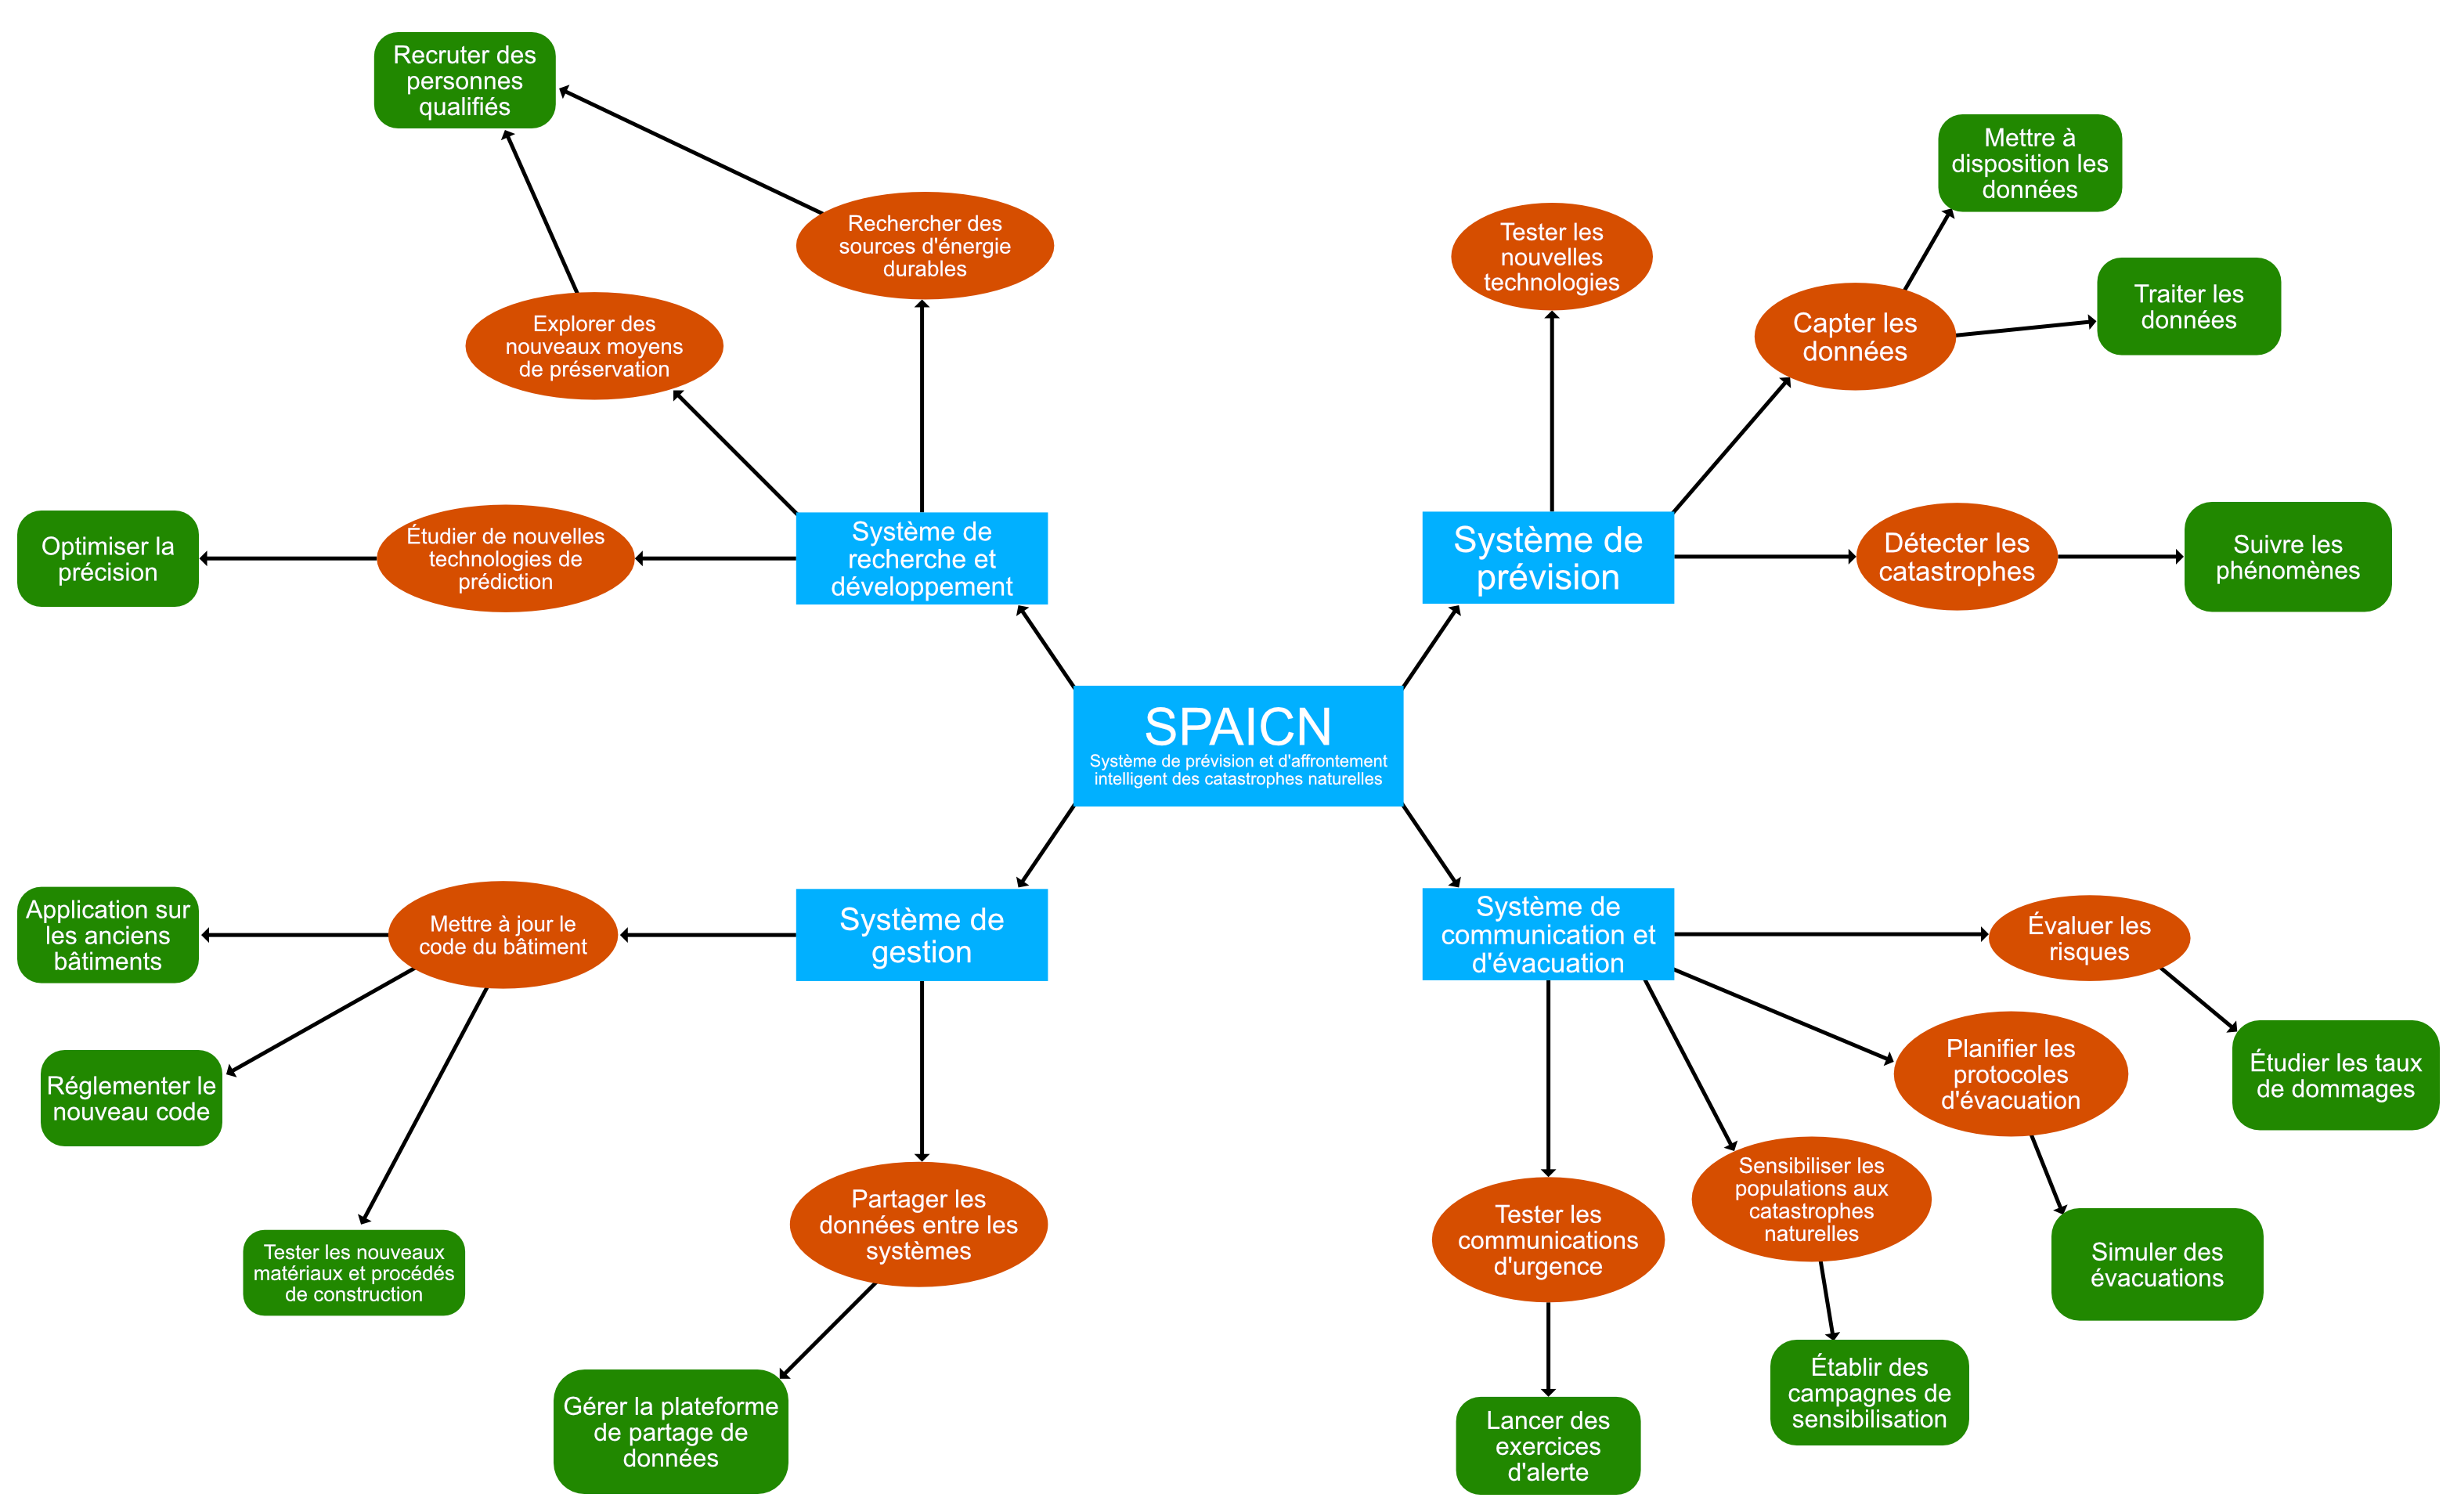 Recruter des
personnes
qualifiés
Mettre à
disposition les
données
Rechercher des
sources d'énergie
durables
Tester les
nouvelles
technologies
Traiter les
données
Explorer des
nouveaux moyens
de préservation
Capter les
données
Optimiser la
précision
Étudier de nouvelles
technologies de
prédiction
Système de
recherche et
développement
Système de
prévision
Détecter les
catastrophes
Suivre les
phénomènes
SPAICN
Système de prévision et d'affrontement
intelligent des catastrophes naturelles
Application sur
les anciens
bâtiments
Mettre à jour le
code du bâtiment
Système de
gestion
Système de
communication et
d'évacuation
Évaluer les
risques
Réglementer le
nouveau code
Planifier les
protocoles
d'évacuation
Étudier les taux
de dommages
Tester les nouveaux
matériaux et procédés
de construction
Partager les
données entre les
systèmes
Tester les
communications
d'urgence
Sensibiliser les
populations aux
catastrophes
naturelles
Simuler des
évacuations
Gérer la plateforme
de partage de
données
Lancer des
exercices
d'alerte
Établir des
campagnes de
sensibilisation